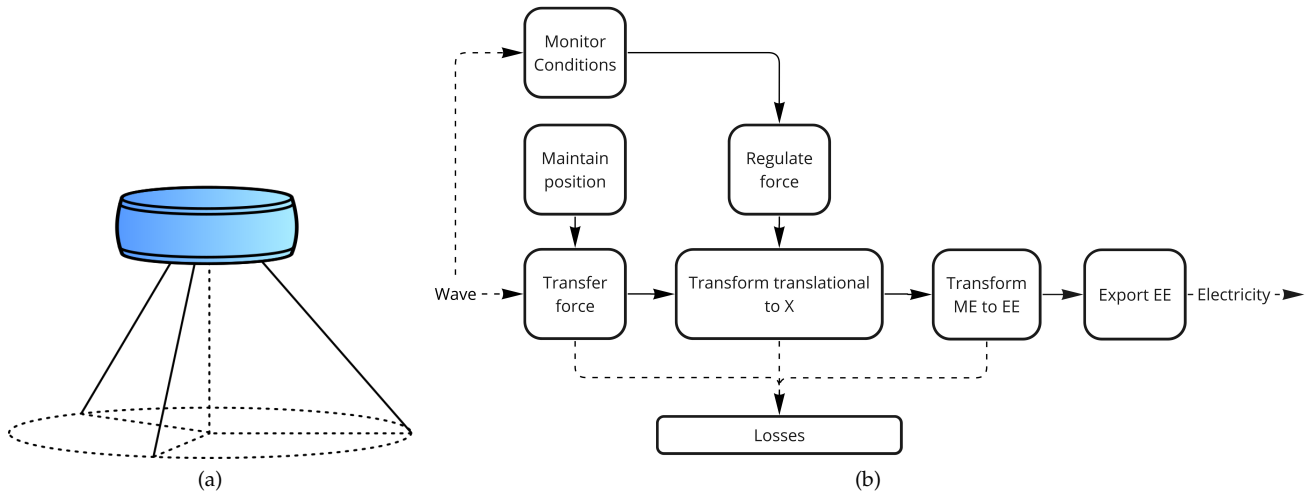 Monitor
Conditions
Maintain
position
Regulate
force
Wave
Transfer
force
Transform translational
to X
Transform
ME to EE
Export EE
Electricity
Losses
(a)
(b)